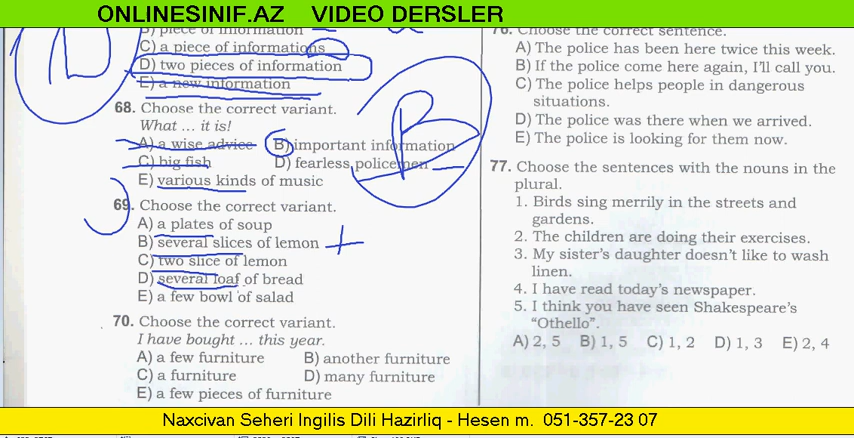 ONLINESINIF.AZ VIDEO DERSLER
B) piece of information
C) a piece of informations
D) two pieces of information
E) a new information
68. Choose the correct variant.
What ... it is!
A) a wise advice B) important information
C) big fish D) fearless policemen
E) various kinds of music
69. Choose the correct variant.
A) a plates of soup
B) several slices of lemon
C) two slice of lemon
D) several loaf of bread
E) a few bowl of salad
70. Choose the correct variant.
I have bought ... this year.
A) a few furniture B) another furniture
C) a furniture D) many furniture
E) a few pieces of furniture
76. Choose the correct sentence.
A) The police has been here twice this week.
B) If the police come here again, I'll call you.
C) The police helps people in dangerous
situations.
D) The police was there when we arrived.
E) The police is looking for them now.
77. Choose the sentences with the nouns in the
plural.
1. Birds sing merrily in the streets and
gardens.
2. The children are doing their exercises.
3. My sister's daughter doesn't like to wash
linen.
4. I have read today's newspaper.
5. I think you have seen Shakespeare's
"Othello".
A) 2, 5 B) 1, 5 C) 1, 2 D) 1, 3 E) 2, 4
D
B
Naxcivan Seheri Ingilis Dili Hazirliq - Hesen m. 051-357-23 07